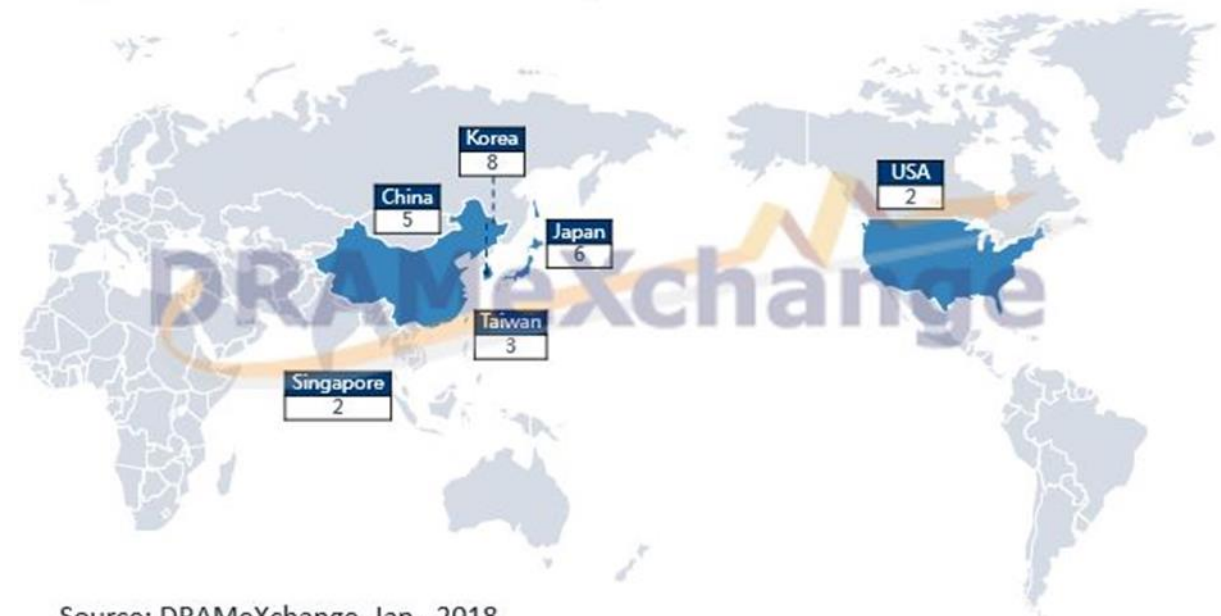 Korea
8
China
5
USA
2
Japan
6
Taiwan
3
Singapore
2
DRAMeXchange
Source: DRAMeXchange, Jan., 2018